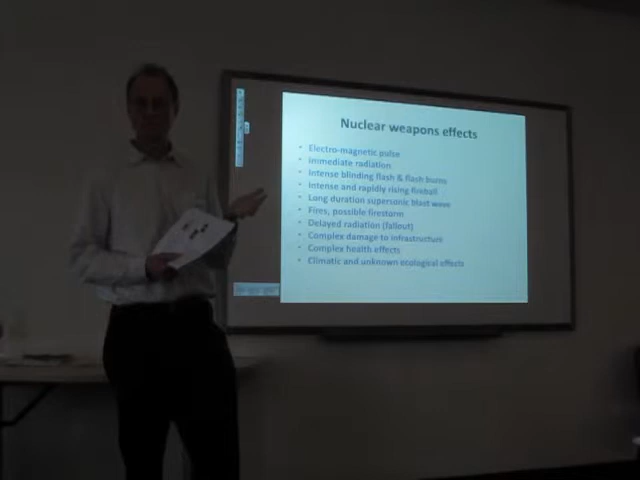 Nuclear weapons effects
• Electro-magnetic pulse
• Immediate radiation
• Intense blinding flash & flash burns
• Intense and rapidly rising fireball
• Long duration supersonic blast wave
• Fires, possible firestorm
• Delayed radiation (fallout)
• Complex damage to infrastructure
• Complex health effects
• Climatic and unknown ecological effects